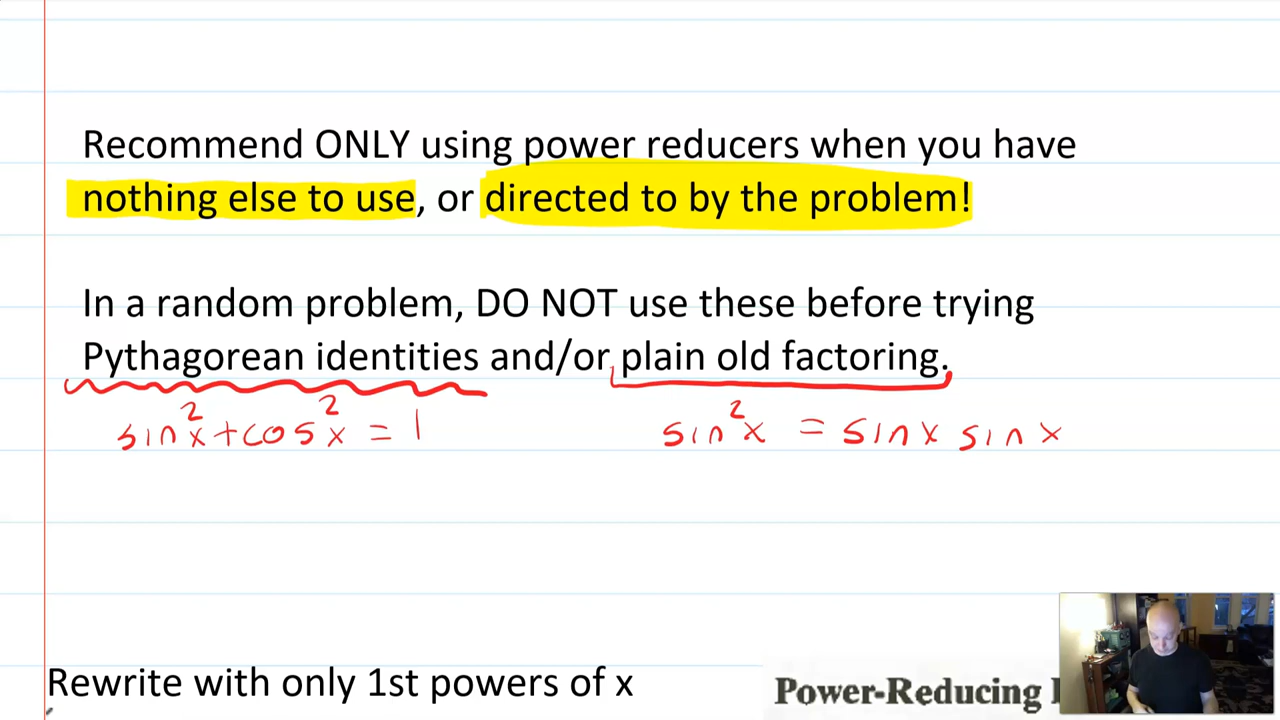 Recommend ONLY using power reducers when you have
nothing else to use, or directed to by the problem!
In a random problem, DO NOT use these before trying
Pythagorean identities and/or plain old factoring.
sin²x + cos²x = 1
sin²x = sinx sinx
Rewrite with only 1st powers of x
Power-Reducing